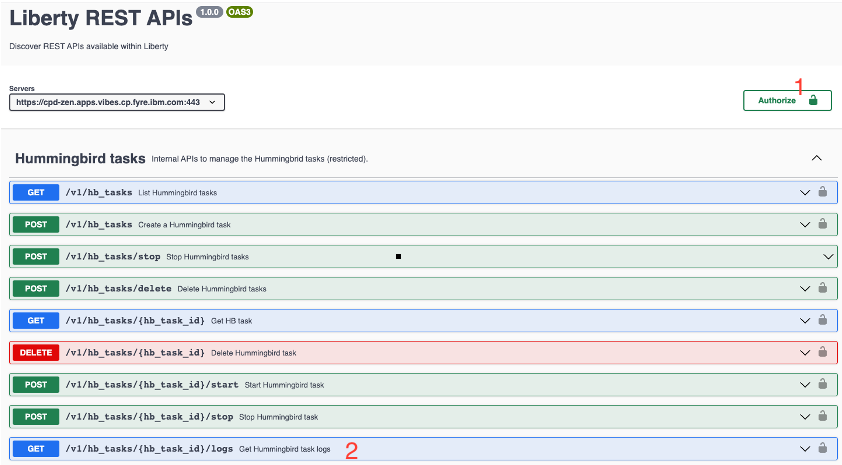 Liberty REST APIs 1.0.0 OAS3
Discover REST APIs available within Liberty
1
Servers
https://cpd-zen.apps.vibes.cp.fyre.ibm.com:443
Authorize
Hummingbird tasks Internal APIs to manage the Hummingbrid tasks (restricted).
GET /v1/hb_tasks List Hummingbird tasks
POST /v1/hb_tasks Create a Hummingbird task
POST /v1/hb_tasks/stop Stop Hummingbird tasks
POST /v1/hb_tasks/delete Delete Hummingbird tasks
GET /v1/hb_tasks/{hb_task_id} Get HB task
DELETE /v1/hb_tasks/{hb_task_id} Delete Hummingbird task
POST /v1/hb_tasks/{hb_task_id}/start Start Hummingbird task
POST /v1/hb_tasks/{hb_task_id}/stop Stop Hummingbird task
GET /v1/hb_tasks/{hb_task_id}/logs Get Hummingbird task logs 2